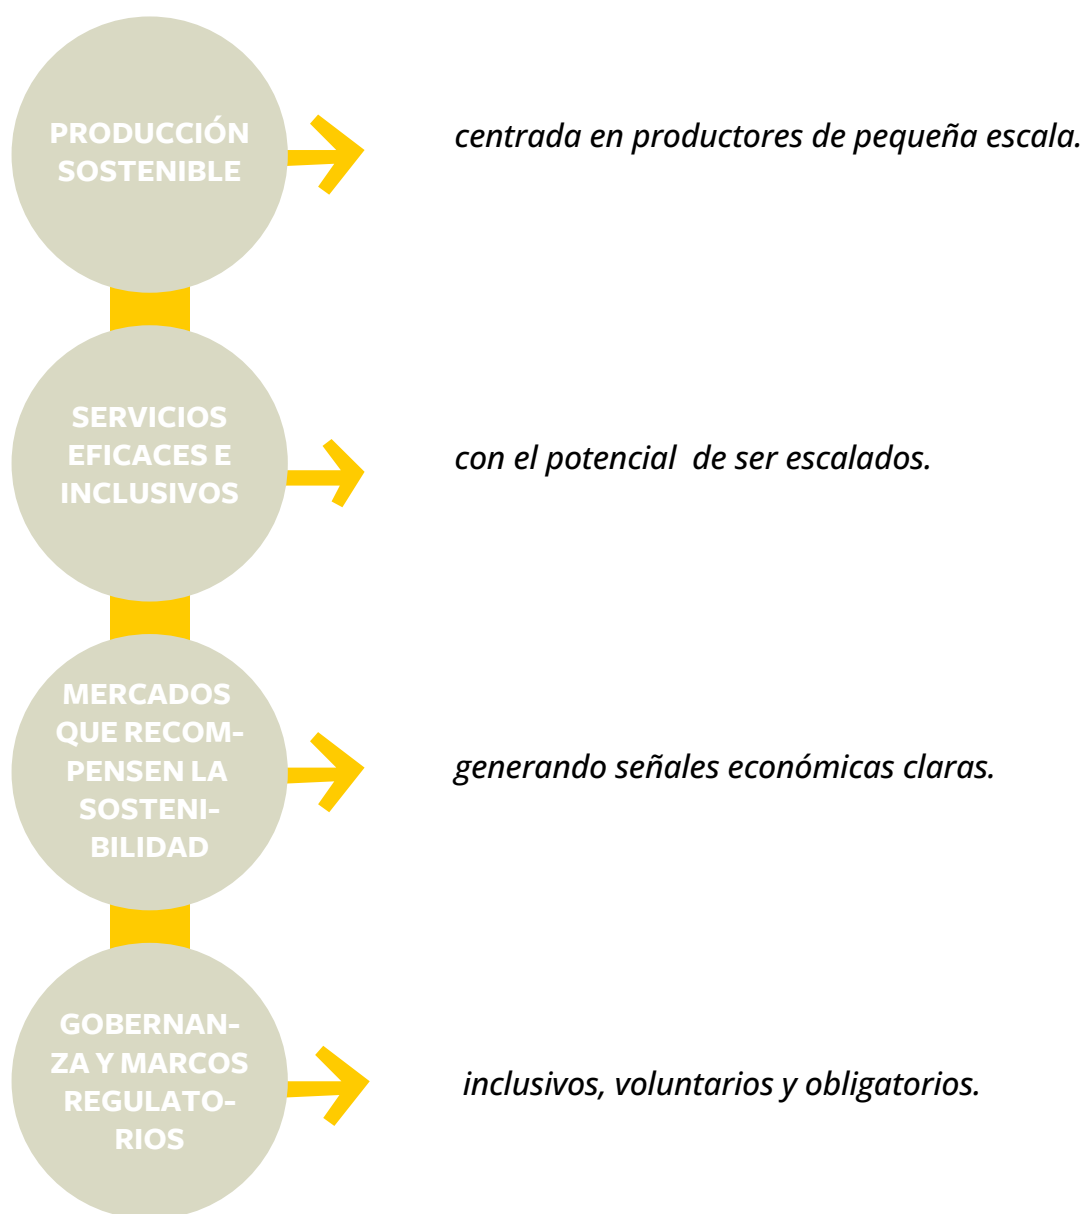 PRODUCCIÓN
SOSTENIBLE
centrada en productores de pequeña escala.
SERVICIOS
EFICACES E
INCLUSIVOS
con el potencial  de ser escalados.
MERCADOS
QUE RECOM-
PENSEN LA
SOSTENI-
BILIDAD
generando señales económicas claras.
GOBERNAN-
ZA Y MARCOS
REGULATO-
RIOS
inclusivos, voluntarios y obligatorios.